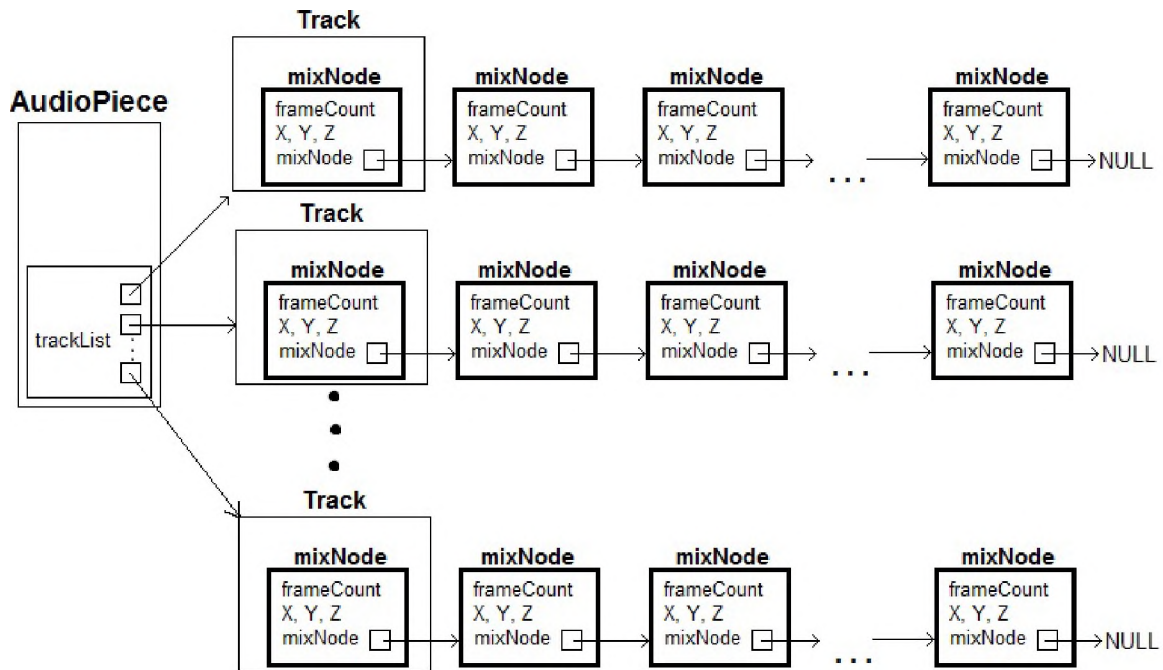 Track
mixNode mixNode mixNode mixNode
AudioPiece
frameCount frameCount frameCount frameCount
X, Y, Z X, Y, Z X, Y, Z X, Y, Z
mixNode mixNode mixNode mixNode NULL
...
Track
mixNode mixNode mixNode mixNode
frameCount frameCount frameCount frameCount
X, Y, Z X, Y, Z X, Y, Z X, Y, Z
trackList
mixNode mixNode mixNode mixNode NULL
...
Track
mixNode mixNode mixNode mixNode
frameCount frameCount frameCount frameCount
X, Y, Z X, Y, Z X, Y, Z X, Y, Z
mixNode mixNode mixNode mixNode NULL
...